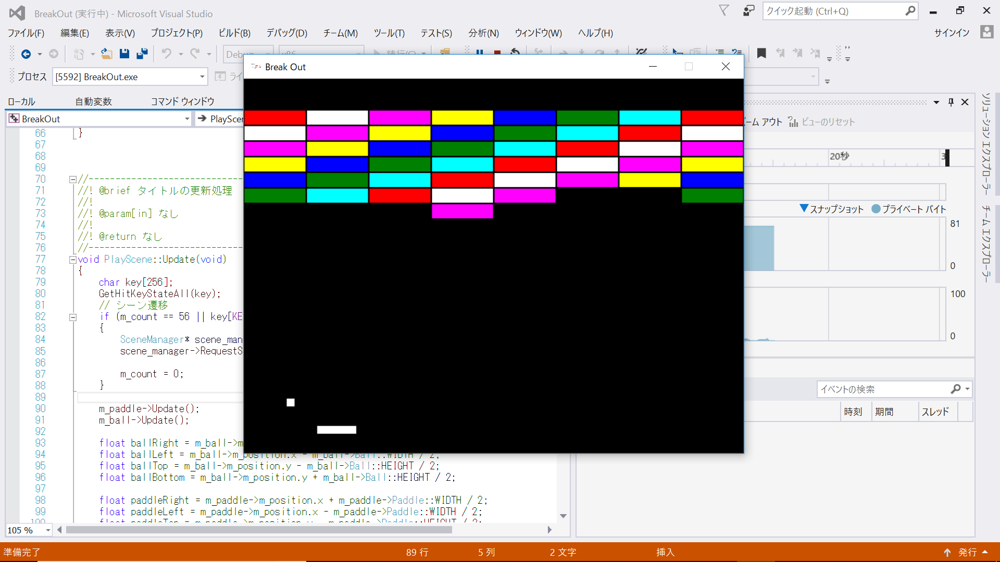 BreakOut (実行中) - Microsoft Visual Studio
クイック起動 (Ctrl+Q)
ファイル(F) 編集(E) 表示(V) プロジェクト(P) ビルド(B) デバッグ(D) チーム(M) ツール(T) テスト(S) 分析(N) ウィンドウ(W) ヘルプ(H)
サインイン
プロセス [5592] BreakOut.exe
Break Out
ローカル 自動変数 コマンド ウィンドウ
BreakOut
アウト ビューのリセット
20秒
▼スナップショット プライベート バイト
81
0
100
0
イベントの検索
時刻 期間 スレッド
ソリューション エクスプローラー
チーム エクスプローラー
66 }
67
68
69
70 //--------------------------------
71 //! @brief タイトルの更新処理
72 //!
73 //! @param[in] なし
74 //!
75 //! @return なし
76 //--------------------------------
77 void PlayScene::Update(void)
78 {
79 char key[256];
80 GetHitKeyStateAll(key);
81 // シーン遷移
82 if (m_count == 56 || key[KE
83 {
84 SceneManager* scene_man
85 scene_manager->RequestS
86
87 m_count = 0;
88 }
89
90 m_paddle->Update();
91 m_ball->Update();
92
93 float ballRight = m_ball->m
94 float ballLeft = m_ball->m_position.x - m_ball->Ball::WIDTH / 2;
95 float ballTop = m_ball->m_position.y - m_ball->Ball::HEIGHT / 2;
96 float ballBottom = m_ball->m_position.y + m_ball->Ball::HEIGHT / 2;
97
98 float paddleRight = m_paddle->m_position.x + m_paddle->Paddle::WIDTH / 2;
99 float paddleLeft = m_paddle->m_position.x - m_paddle->Paddle::WIDTH / 2;
100 float paddleTop = m_paddle->m_position.y - m_paddle->Paddle::HEIGHT / 2;
105 %
準備完了 89 行 5 列 2 文字 挿入 発行